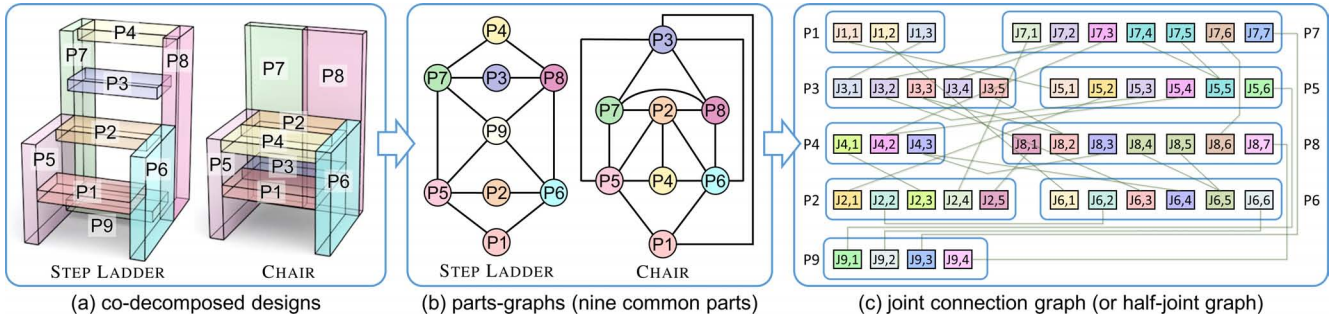 P4
P7
P8
P3
P2
P5
P6
P1
P9
STEP LADDER
P7
P8
P2
P4
P5
P3
P6
P1
CHAIR
(a) co-decomposed designs
P4
P7 P3 P8
P9
P5 P2 P6
P1
STEP LADDER
P3
P7 P2 P8
P5 P4 P6
P1
CHAIR
(b) parts-graphs (nine common parts)
P1 J1,1 J1,2 J1,3 J7,1 J7,2 J7,3 J7,4 J7,5 J7,6 J7,7 P7
P3 J3,1 J3,2 J3,3 J3,4 J3,5 J5,1 J5,2 J5,3 J5,4 J5,5 J5,6 P5
P4 J4,1 J4,2 J4,3 J8,1 J8,2 J8,3 J8,4 J8,5 J8,6 J8,7 P8
P2 J2,1 J2,2 J2,3 J2,4 J2,5 J6,1 J6,2 J6,3 J6,4 J6,5 J6,6 P6
P9 J9,1 J9,2 J9,3 J9,4
(c) joint connection graph (or half-joint graph)